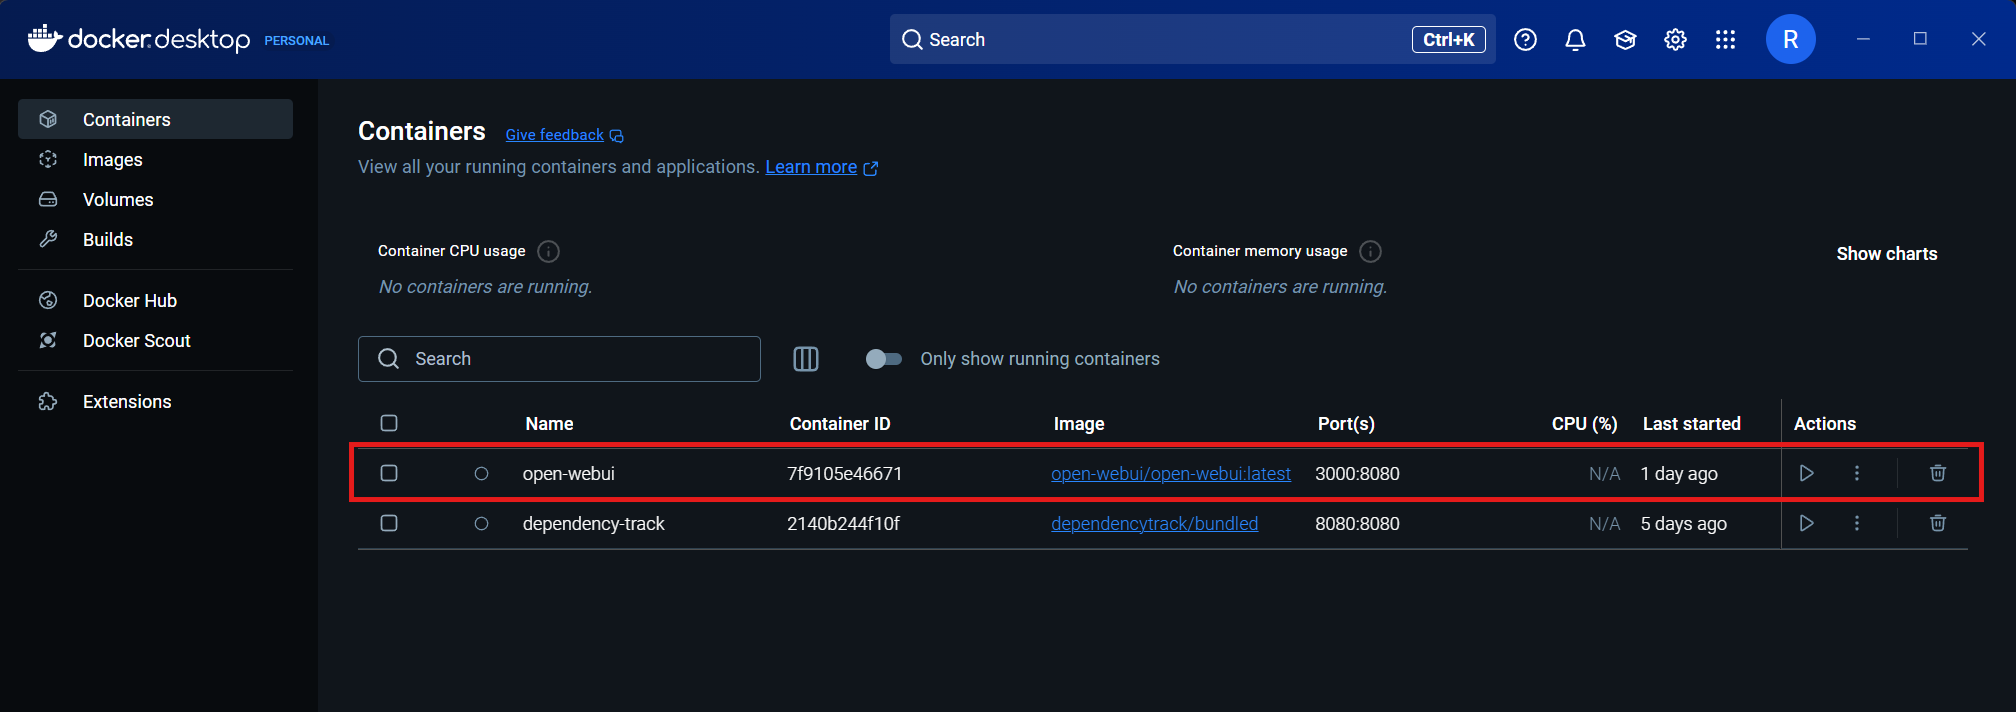 docker.desktop PERSONAL Search Ctrl+K R
Containers
Images
Volumes
Builds
Docker Hub
Docker Scout
Extensions
Containers Give feedback
View all your running containers and applications. Learn more
Container CPU usage
No containers are running.
Container memory usage
No containers are running.
Show charts
Search Only show running containers
Name Container ID Image Port(s) CPU (%) Last started Actions
open-webui 7f9105e46671 open-webui/open-webui:latest 3000:8080 N/A 1 day ago
dependency-track 2140b244f10f dependencytrack/bundled 8080:8080 N/A 5 days ago